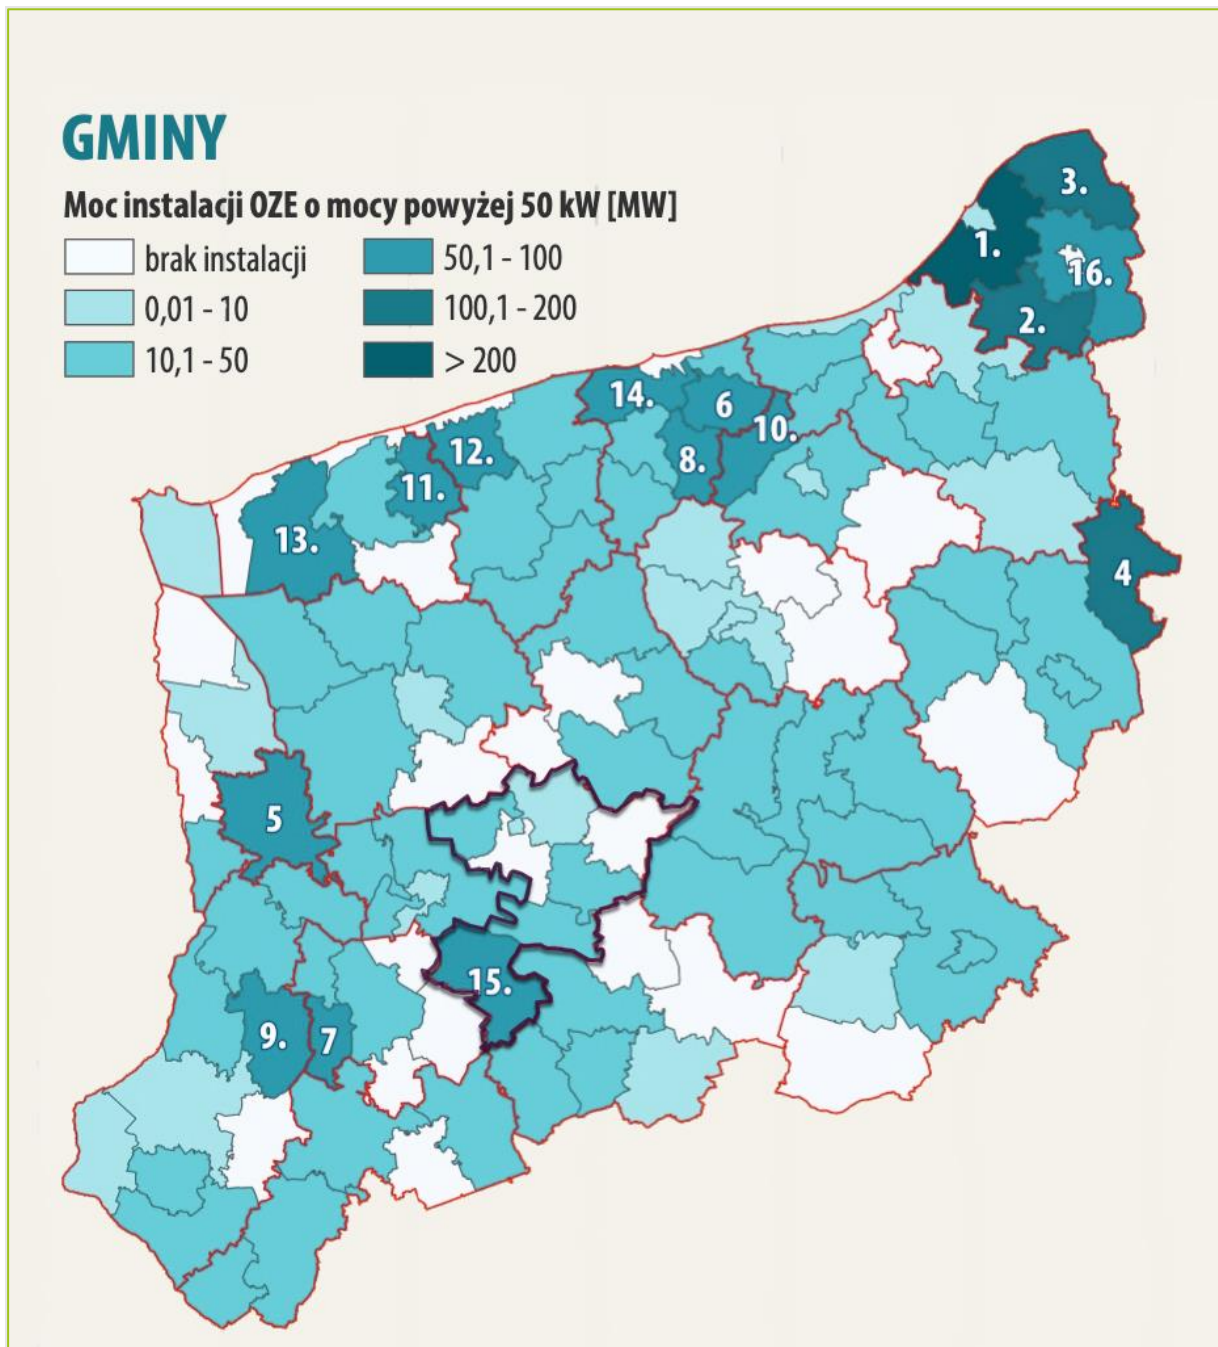 GMINY
Moc instalacji OZE o mocy powyżej 50 kW [MW]
brak instalacji
50,1 - 100
0,01 - 10
100,1 - 200
10,1 - 50
> 200
3.
1.
16.
2.
14.
6
10.
12.
8.
11.
13.
4
5
15.
9.
7